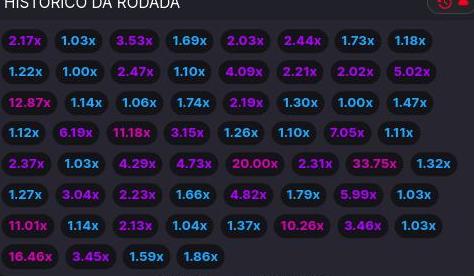 HISTÓRICO DA RODADA
2.17x 1.03x 3.53x 1.69x 2.03x 2.44x 1.73x 1.18x
1.22x 1.00x 2.47x 1.10x 4.09x 2.21x 2.02x 5.02x
12.87x 1.14x 1.06x 1.74x 2.19x 1.30x 1.00x 1.47x
1.12x 6.19x 11.18x 3.15x 1.26x 1.10x 7.05x 1.11x
2.37x 1.03x 4.29x 4.73x 20.00x 2.31x 33.75x 1.32x
1.27x 3.04x 2.23x 1.66x 4.82x 1.79x 5.99x 1.03x
11.01x 1.14x 2.13x 1.04x 1.37x 10.26x 3.46x 1.03x
16.46x 3.45x 1.59x 1.86x